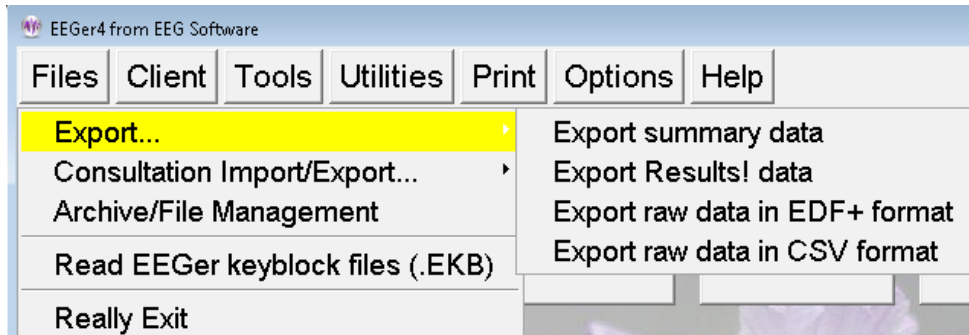 EEGer4 from EEG Software
Files Client Tools Utilities Print Options Help
Export...
Consultation Import/Export...
Archive/File Management
Read EEGer keyblock files (.EKB)
Really Exit
Export summary data
Export Results! data
Export raw data in EDF+ format
Export raw data in CSV format